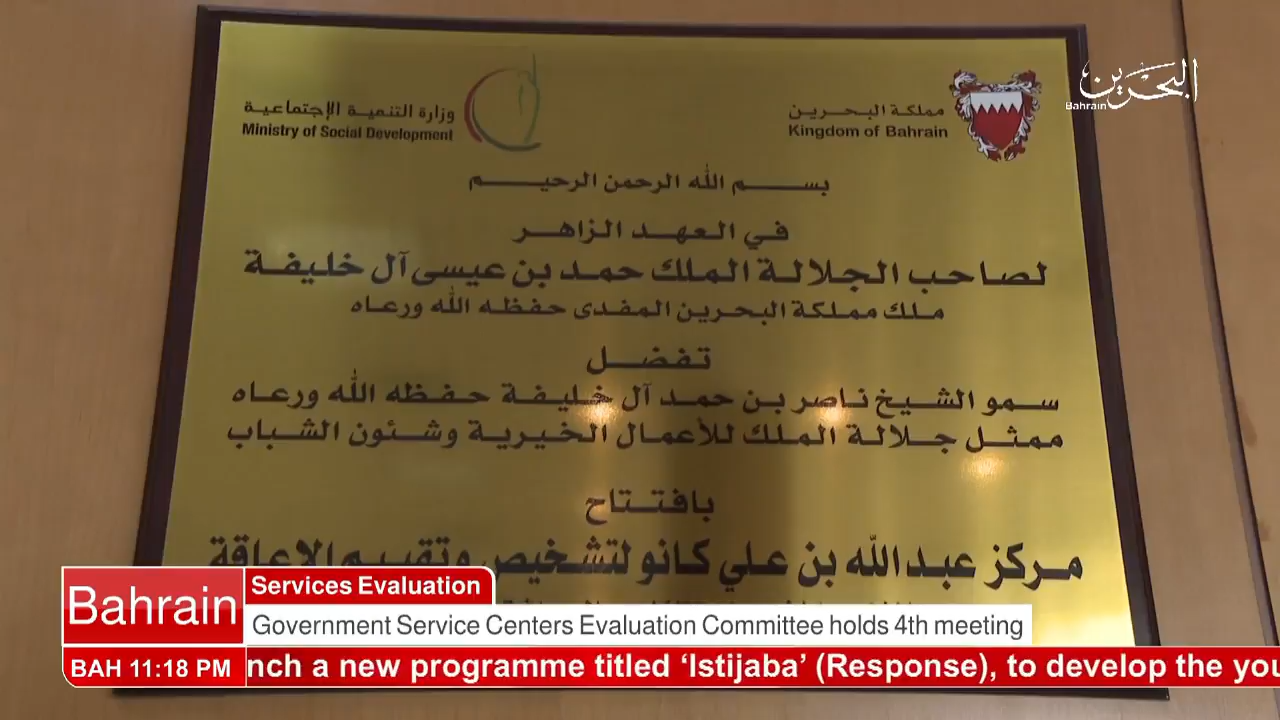 البحرين
Bahrain
مملكة البحرين
Kingdom of Bahrain
وزارة التنمية الإجتماعية
Ministry of Social Development
بســـم الله الرحمن الرحيـــم
في العهد الزاهر
لصاحب الجلالة الملك حمد بن عيسى آل خليفة
ملك مملكة البحرين المفدى حفظه الله ورعاه
تفضل
سمو الشيخ ناصر بن حمد آل خليفة حفظه الله ورعاه
ممثل جلالة الملك للأعمال الخيرية وشئون الشباب
بافتتاح
مركز عبدالله بن علي كانو لتشخيص وتقييم الإعاقة
Bahrain
Services Evaluation
Government Service Centers Evaluation Committee holds 4th meeting
BAH 11:18 PM
nch a new programme titled ‘Istijaba’ (Response), to develop the you